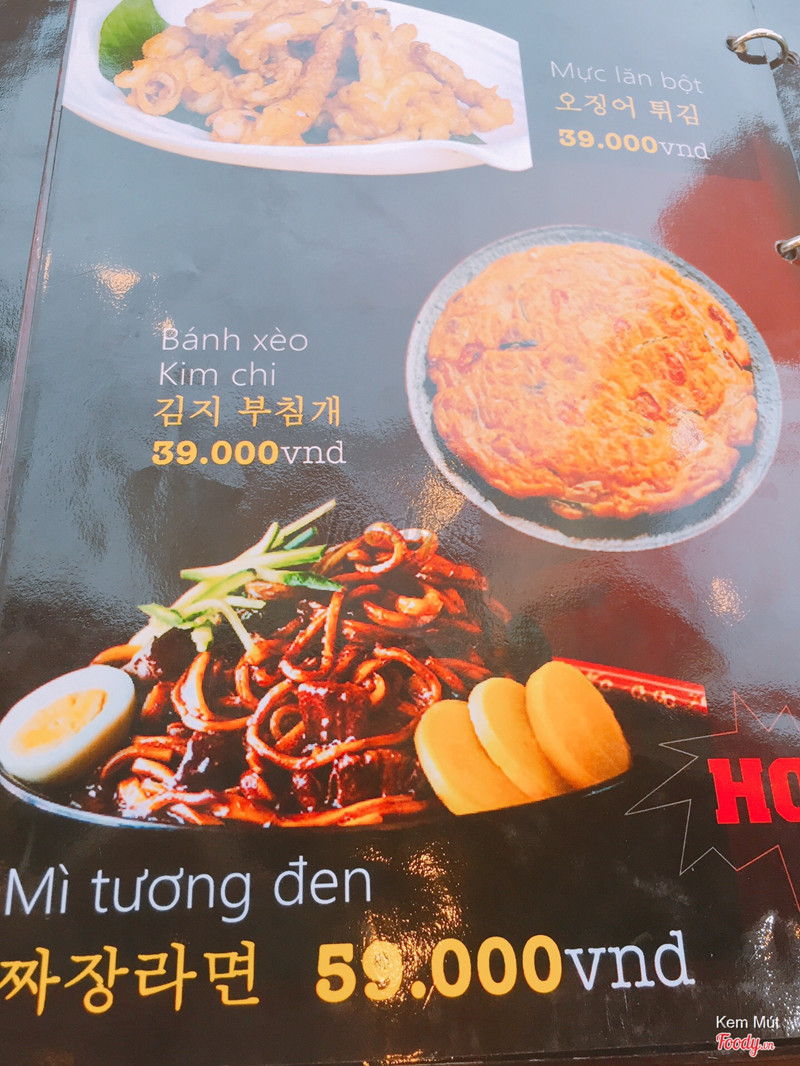 Mực lăn bột
오징어 튀김
39.000vnd
Bánh xèo
Kim chi
김지 부침개
39.000vnd
HO
Mì tương đen
짜장라면 59.000vnd
Kem Mút
Foody.vn